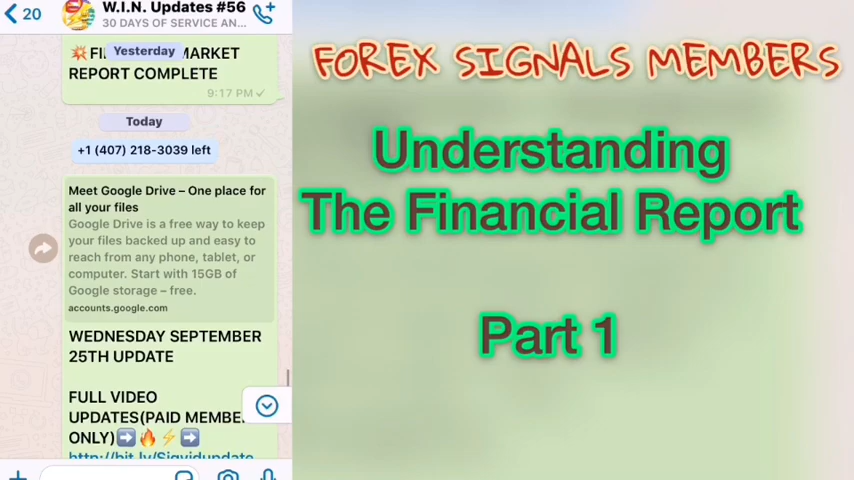 20
W.I.N. Updates #56
30 DAYS OF SERVICE AN...
Yesterday
MARKET
REPORT COMPLETE
9:17 PM
Today
+1 (407) 218-3039 left
Meet Google Drive – One place for
all your files
Google Drive is a free way to keep
your files backed up and easy to
reach from any phone, tablet, or
computer. Start with 15GB of
Google storage – free.
accounts.google.com
WEDNESDAY SEPTEMBER
25TH UPDATE
FULL VIDEO
UPDATES(PAID MEMBE
ONLY)➡️🔥⚡➡️
http://bit.ly/Sigvidupdate
FOREX SIGNALS MEMBERS
Understanding
The Financial Report
Part 1